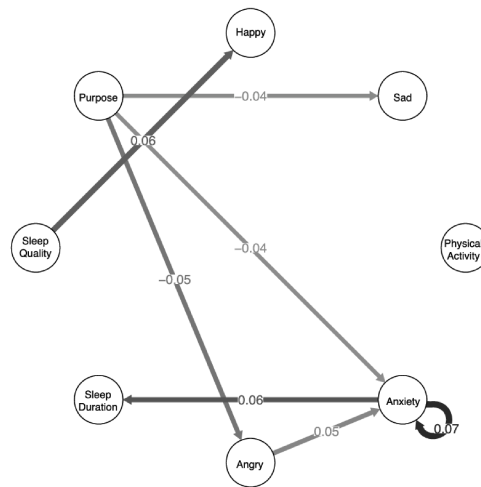 Happy
Purpose
−0.04
Sad
0.06
Sleep
Quality
−0.04
Physical
Activity
−0.05
Sleep
Duration
0.06
Anxiety
0.05
0.07
Angry